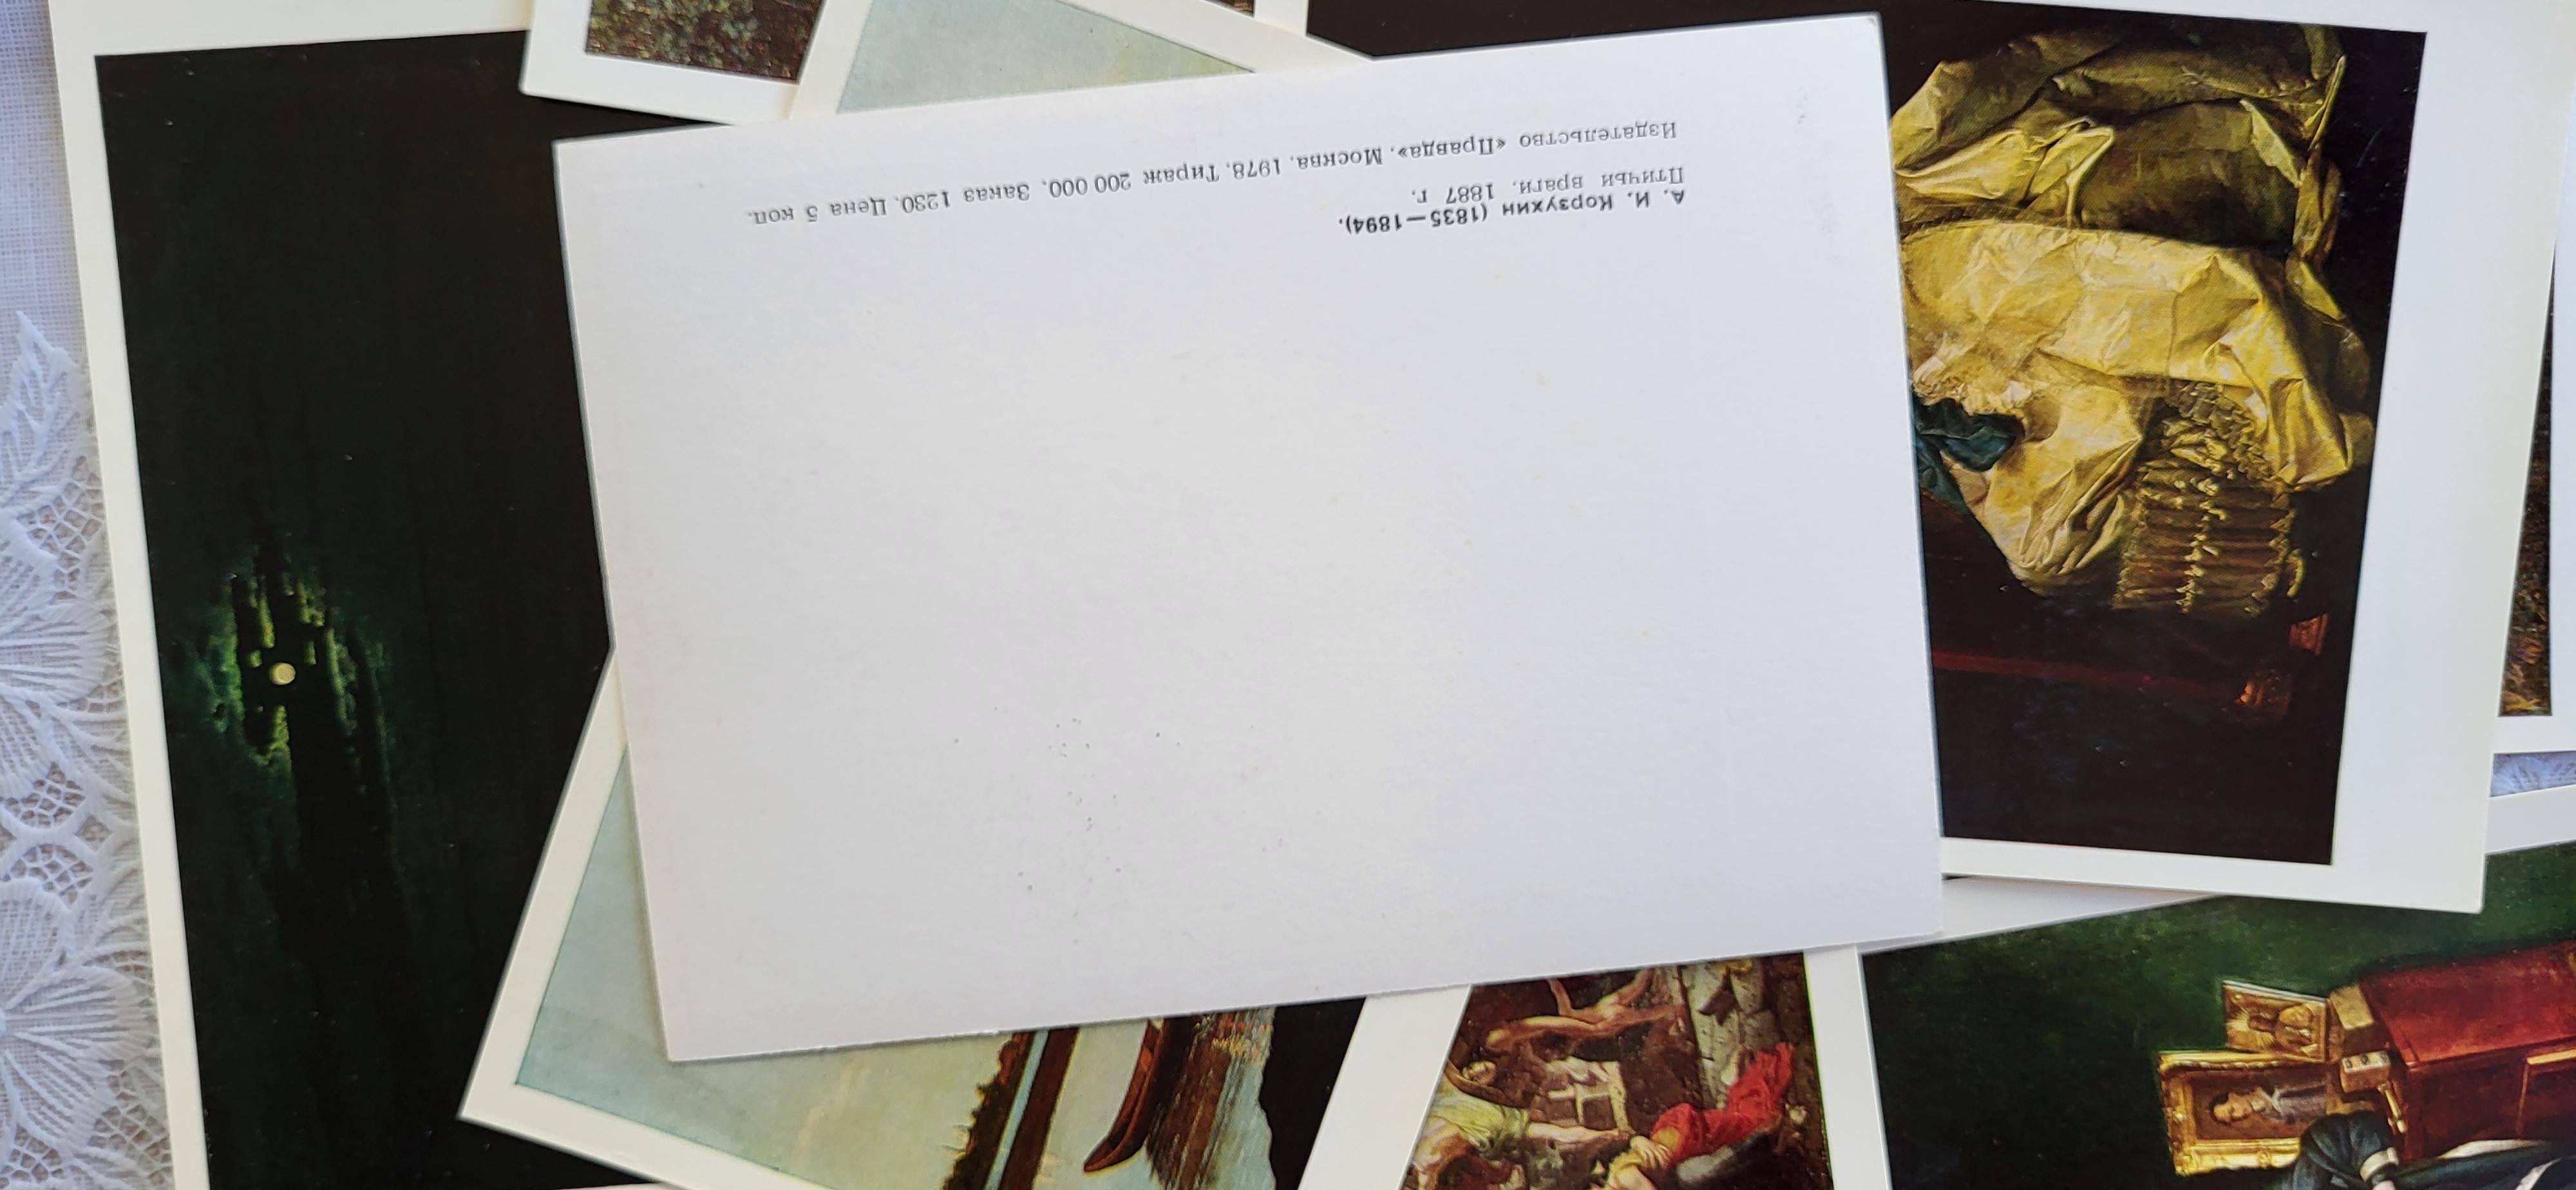 А. И. Корзухин (1835—1894).
Птичьи враги. 1887 г.
Издательство «Правда». Москва. 1978. Тираж 200 000. Заказ 1230. Цена 5 коп.